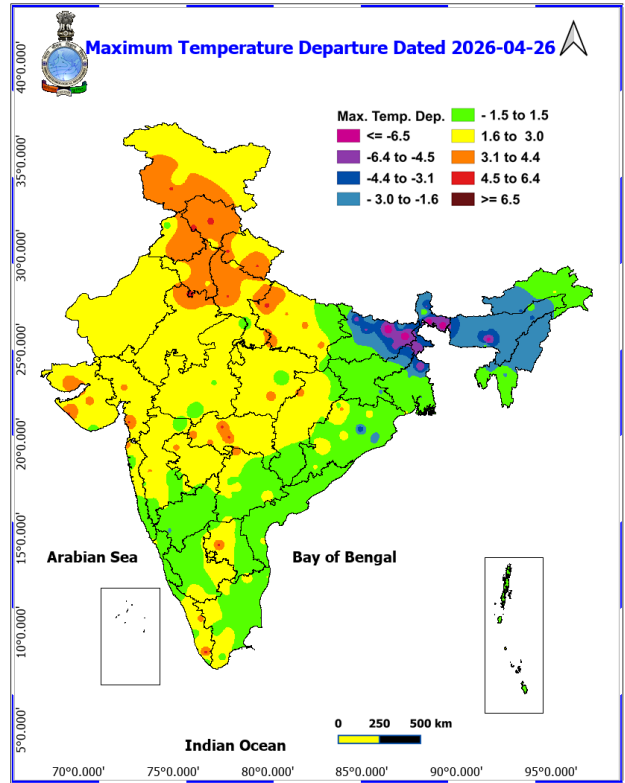 Maximum Temperature Departure Dated 2026-04-26
Max. Temp. Dep.
<= -6.5
-6.4 to -4.5
-4.4 to -3.1
- 3.0 to -1.6
- 1.5 to 1.5
1.6 to 3.0
3.1 to 4.4
4.5 to 6.4
>= 6.5
40°0.000'
35°0.000'
30°0.000'
25°0.000'
20°0.000'
15°0.000'
10°0.000'
5°0.000'
Arabian Sea
Bay of Bengal
Indian Ocean
0 250 500 km
70°0.000' 75°0.000' 80°0.000' 85°0.000' 90°0.000' 95°0.000'